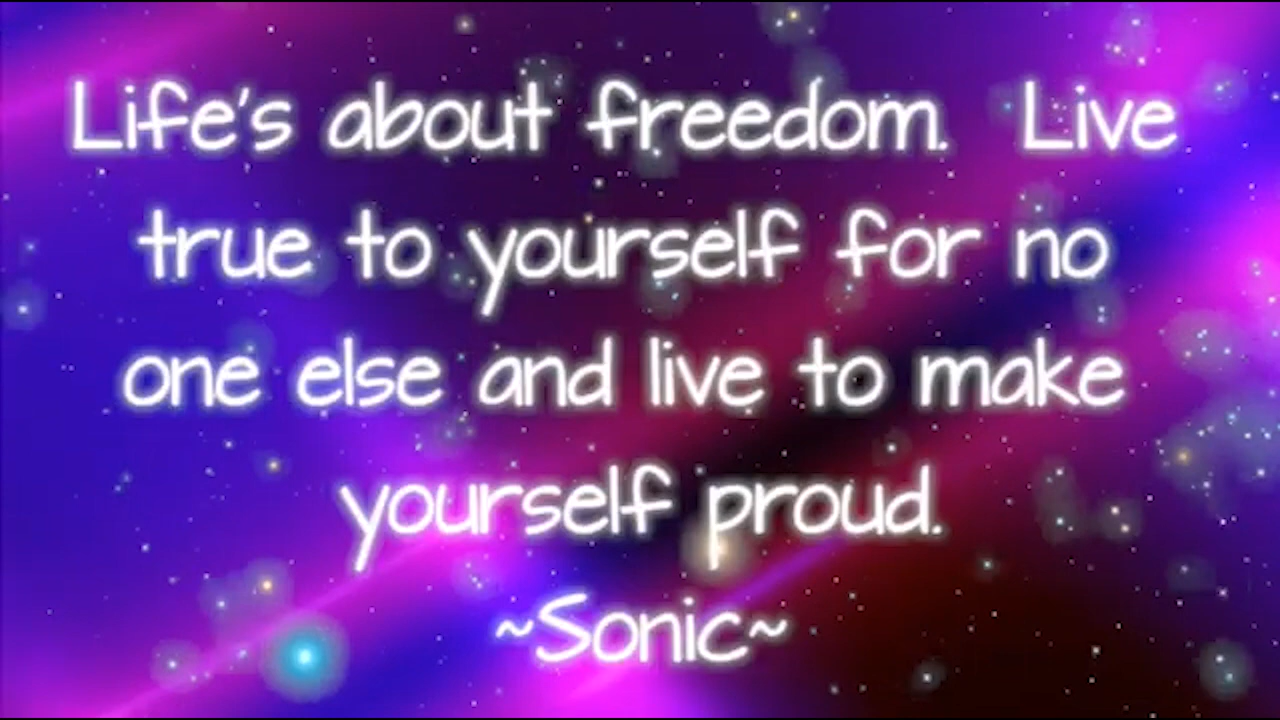 Life's about freedom.  Live
true to yourself for no
one else and live to make
yourself proud.
~Sonic~